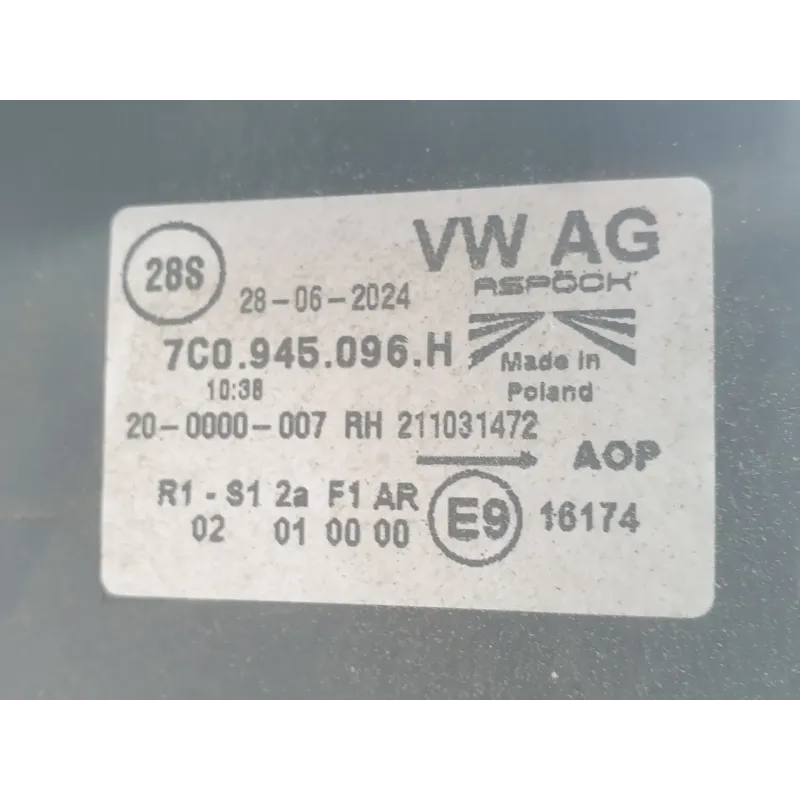 VW AG
28S
28-06-2024
ASPÖCK
7C0.945.096.H
Made in
Poland
10:38
20-0000-007 RH 211031472
AOP
R1 - S1 2a F1 AR
02 01 00 00
E9
16174